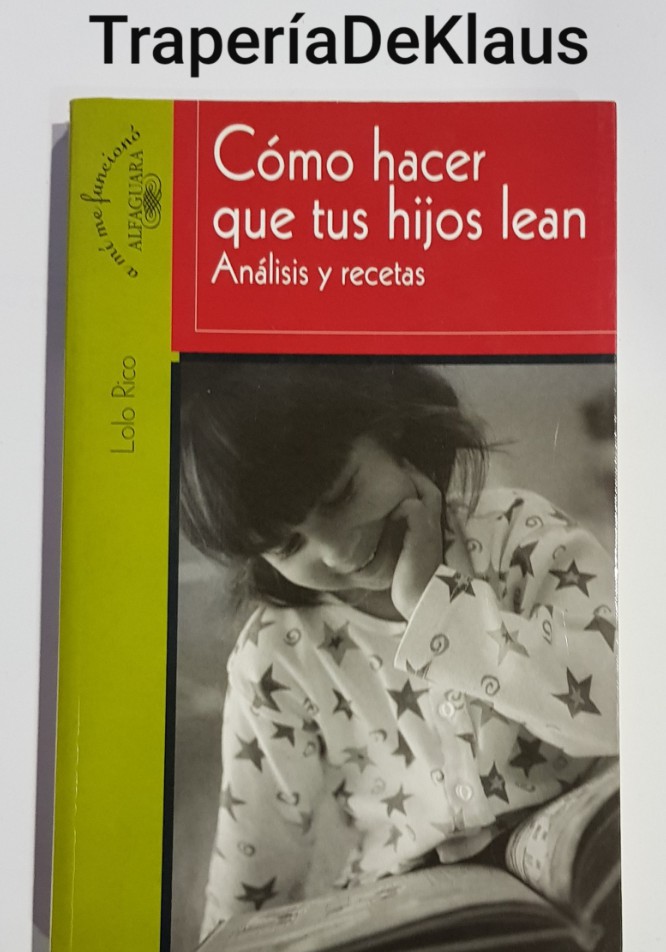 TraperíaDeKlaus
a mí me funcionó
ALFAGUARA
Cómo hacer
que tus hijos lean
Análisis y recetas
Lolo Rico